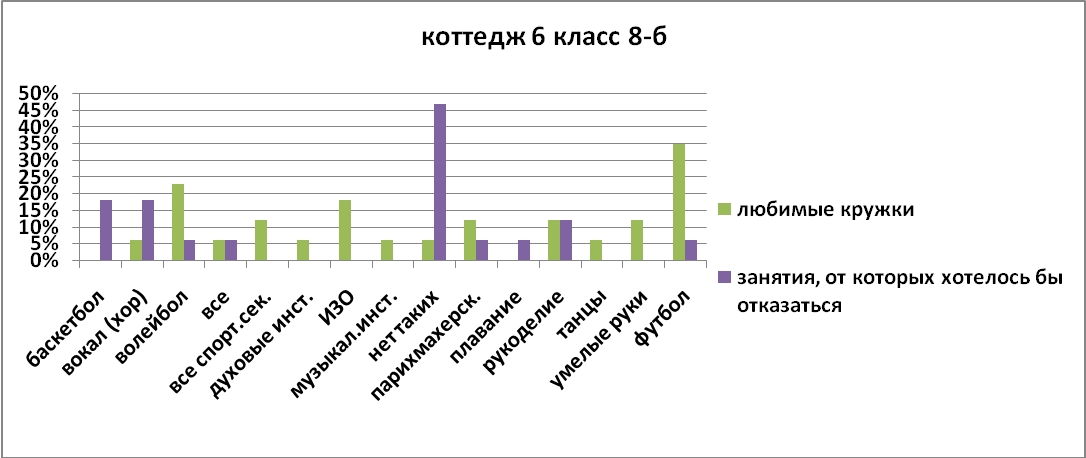 коттедж 6 класс 8-б
50%
45%
40%
35%
30%
25%
20%
15%
10%
5%
0%
баскетбол
вокал (хор)
волейбол
все
все спорт.сек.
духовые инст.
ИЗО
музыкал.инст.
нет таких
парихмахерск.
плавание
рукоделие
танцы
умелые руки
футбол
любимые кружки
занятия, от которых хотелось бы
отказаться